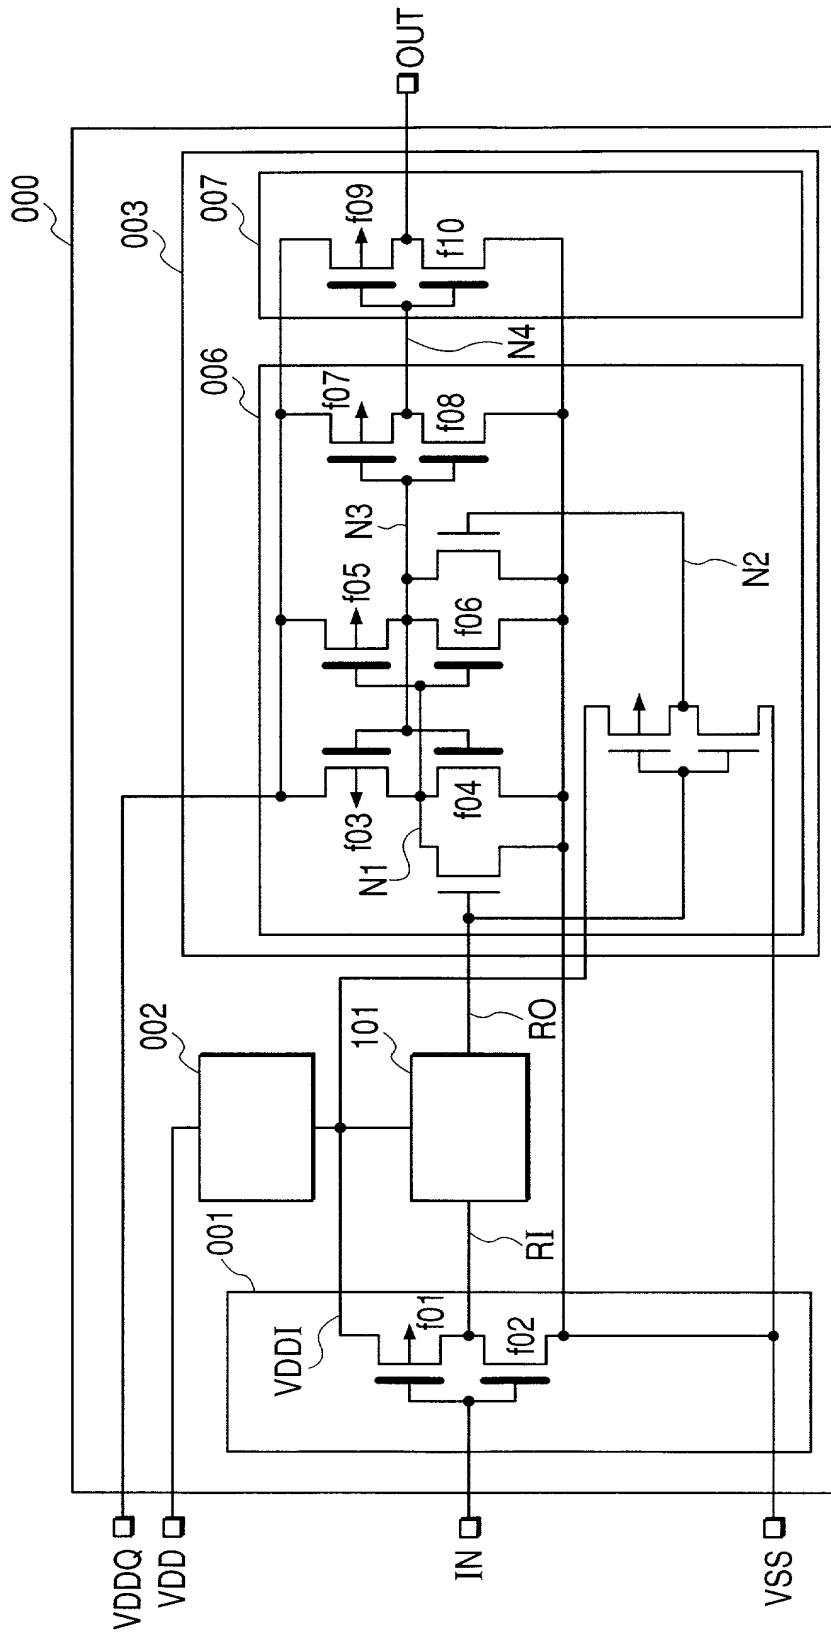 000
003
007
006
002
101
001
VDDQ
VDD
IN
VSS
OUT
VDDI
RI
RO
N1
N2
N3
N4
f01
f02
f03
f04
f05
f06
f07
f08
f09
f10